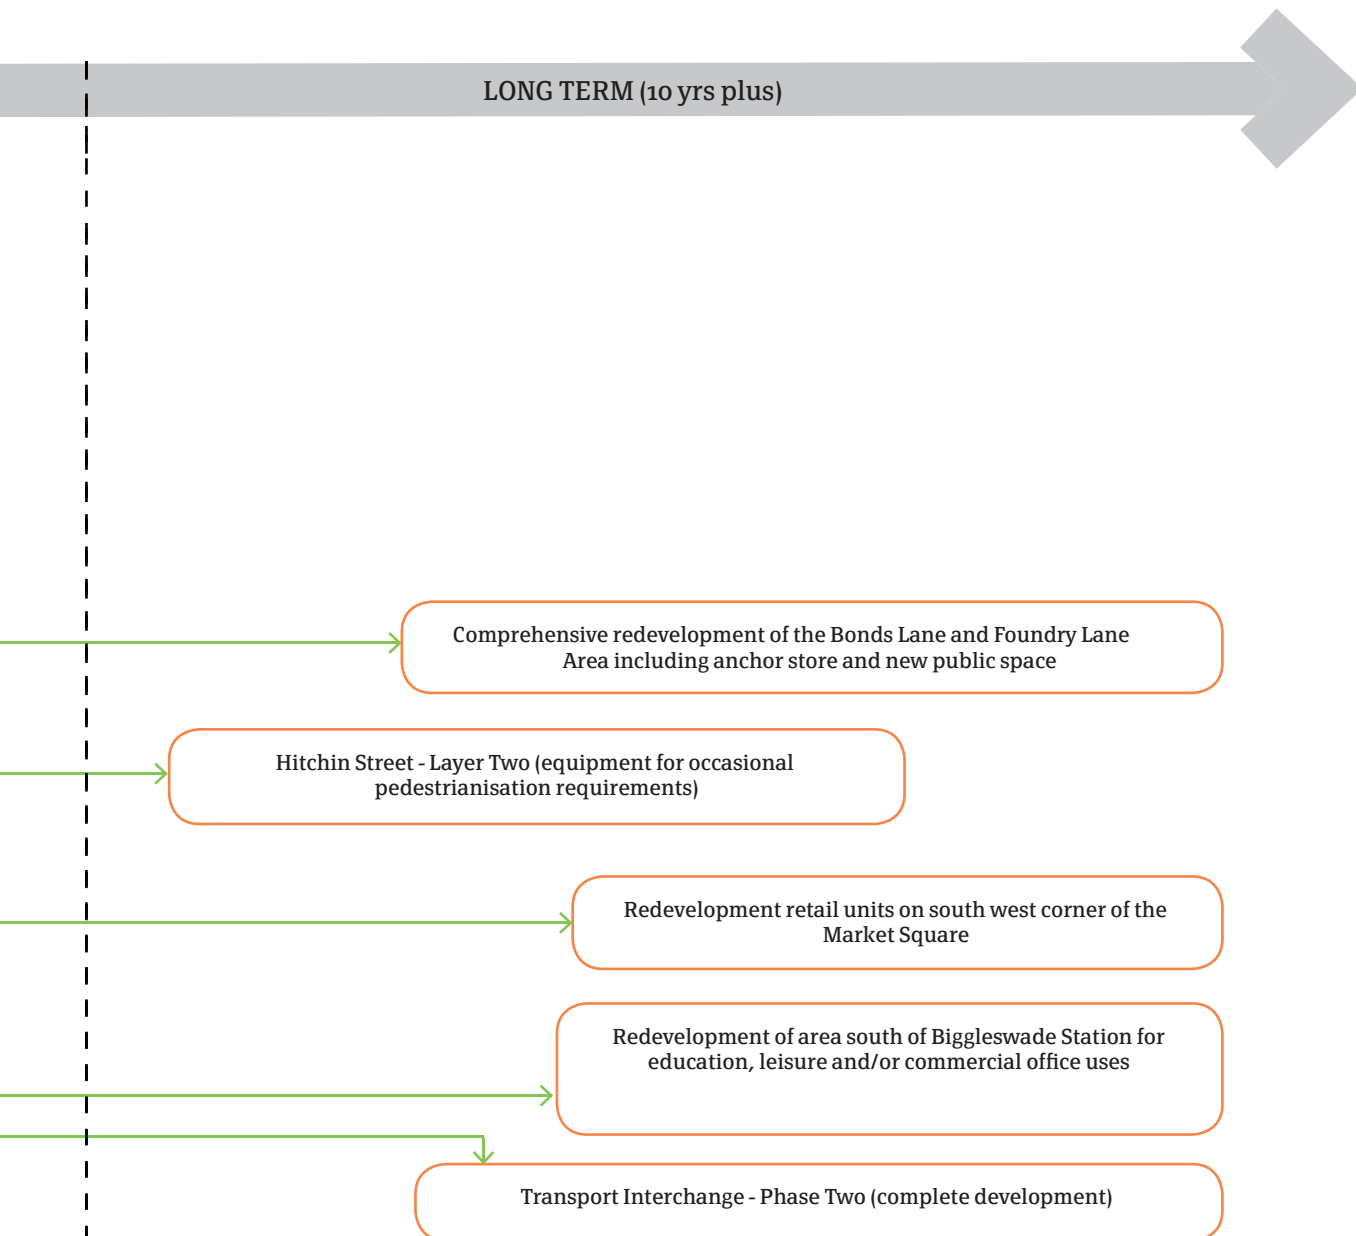 LONG TERM (10 yrs plus)
Comprehensive redevelopment of the Bonds Lane and Foundry Lane
Area including anchor store and new public space
Hitchin Street - Layer Two (equipment for occasional
pedestrianisation requirements)
Redevelopment retail units on south west corner of the
Market Square
Redevelopment of area south of Biggleswade Station for
education, leisure and/or commercial office uses
Transport Interchange - Phase Two (complete development)